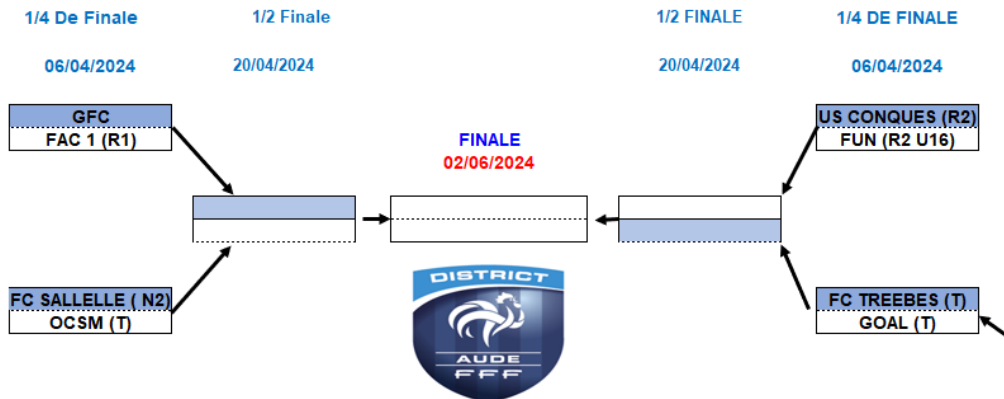 1/4 De Finale
1/2 Finale
1/2 FINALE
1/4 DE FINALE
06/04/2024
20/04/2024
20/04/2024
06/04/2024
GFC
FAC 1 (R1)
US CONQUES (R2)
FUN (R2 U16)
FINALE
02/06/2024
FC SALLELLE ( N2)
OCSM (T)
FC TREEBES (T)
GOAL (T)
DISTRICT
AUDE
FFF